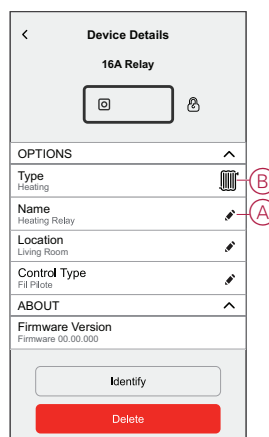 Device Details
16A Relay
OPTIONS
Type
Heating
B
Name
Heating Relay
A
Location
Living Room
Control Type
Fil Pilote
ABOUT
Firmware Version
Firmware 00.00.000
Identify
Delete